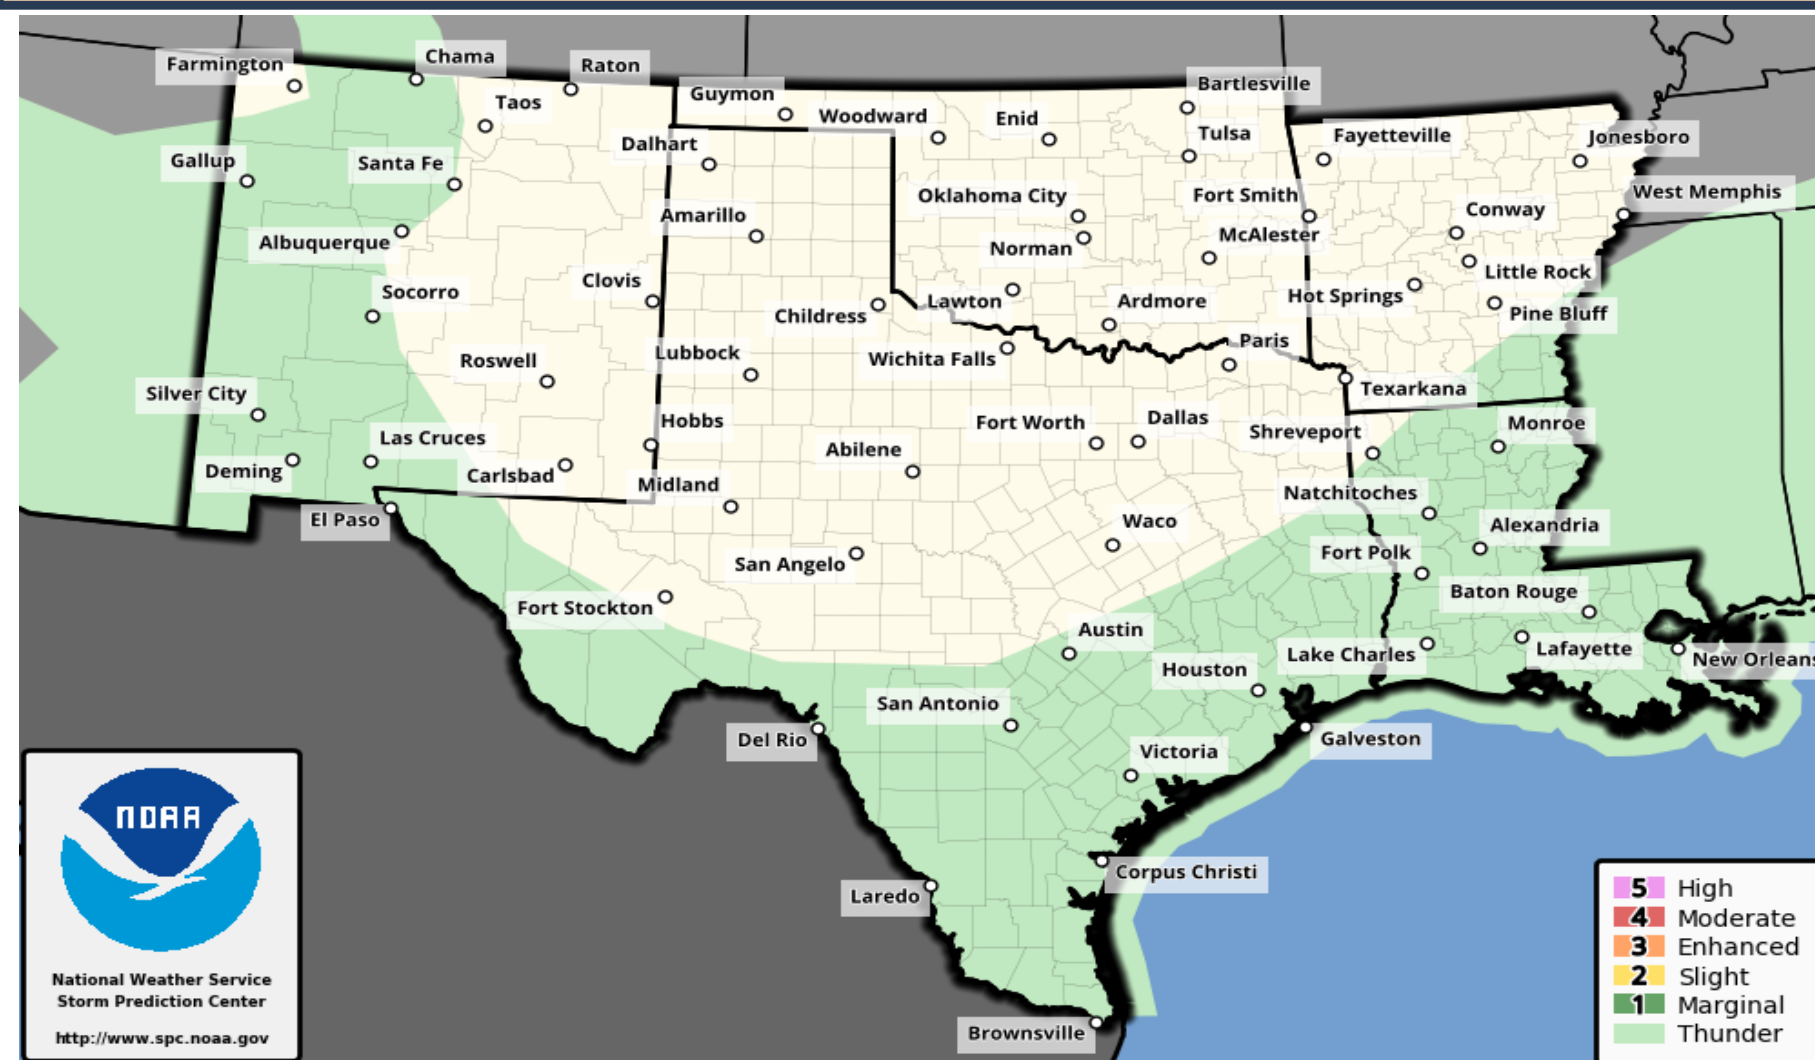 Farmington
Chama
Raton
Guymon
Bartlesville
Taos
Woodward
Enid
Tulsa
Fayetteville
Jonesboro
Dalhart
Gallup
Santa Fe
West Memphis
Oklahoma City
Fort Smith
Conway
Amarillo
Albuquerque
Norman
McAlester
Little Rock
Clovis
Socorro
Lawton
Ardmore
Hot Springs
Childress
Pine Bluff
Roswell
Lubbock
Wichita Falls
Paris
Silver City
Texarkana
Hobbs
Fort Worth
Dallas
Shreveport
Monroe
Las Cruces
Abilene
Deming
Carlsbad
Midland
Natchitoches
El Paso
Waco
Alexandria
San Angelo
Fort Polk
Baton Rouge
Fort Stockton
Austin
Lake Charles
Lafayette
New Orleans
Houston
San Antonio
Del Rio
Galveston
Victoria
Corpus Christi
Laredo
Brownsville
NOAA
National Weather Service
Storm Prediction Center
http://www.spc.noaa.gov
5 High
4 Moderate
3 Enhanced
2 Slight
1 Marginal
Thunder